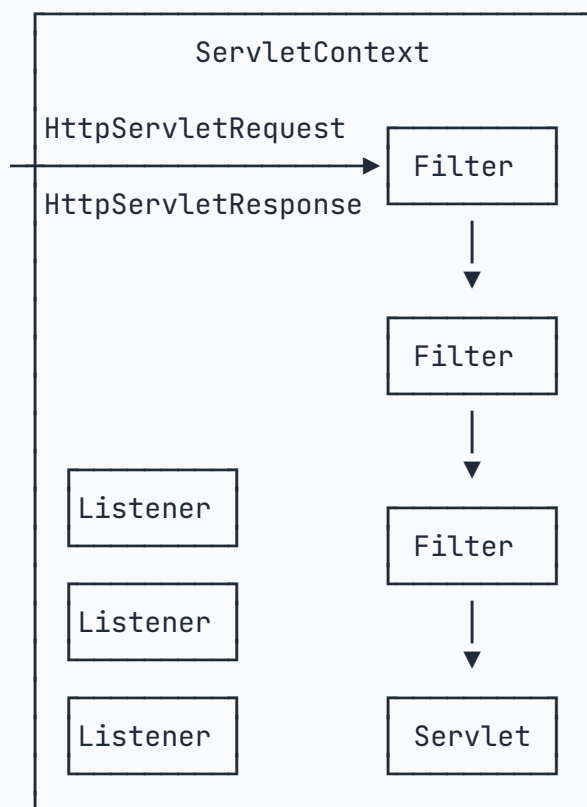 ServletContext
HttpServletRequest
Filter
HttpServletResponse
Filter
Listener
Filter
Listener
Listener
Servlet